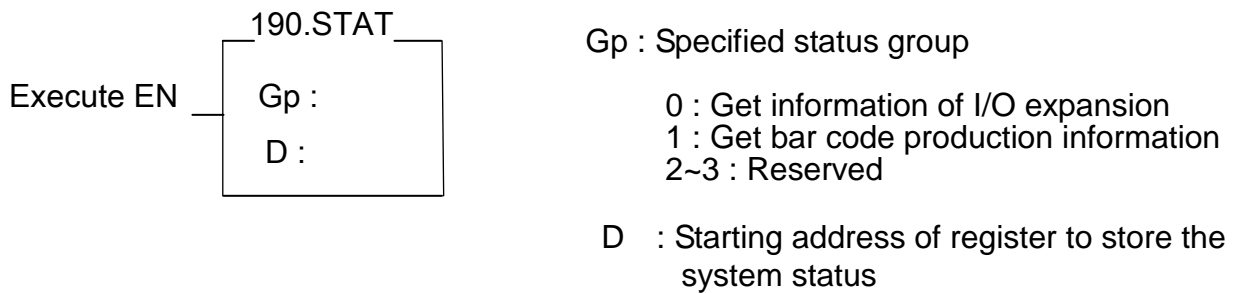 190.STAT
Execute EN
Gp :
D :
Gp : Specified status group
0 : Get information of I/O expansion
1 : Get bar code production information
2~3 : Reserved
D : Starting address of register to store the
system status